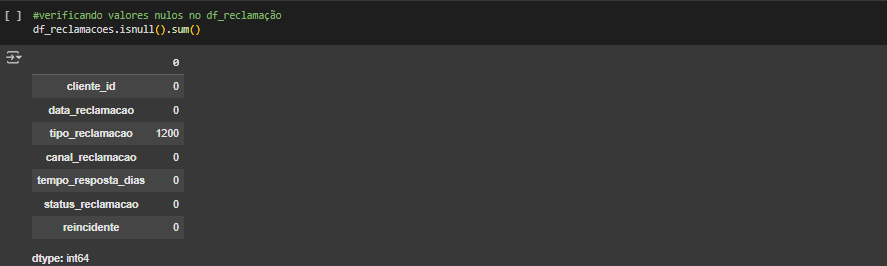 [ ] #verificando valores nulos no df_reclamação
df_reclamacoes.isnull().sum()
0
cliente_id 0
data_reclamacao 0
tipo_reclamacao 1200
canal_reclamacao 0
tempo_resposta_dias 0
status_reclamacao 0
reincidente 0
dtype: int64